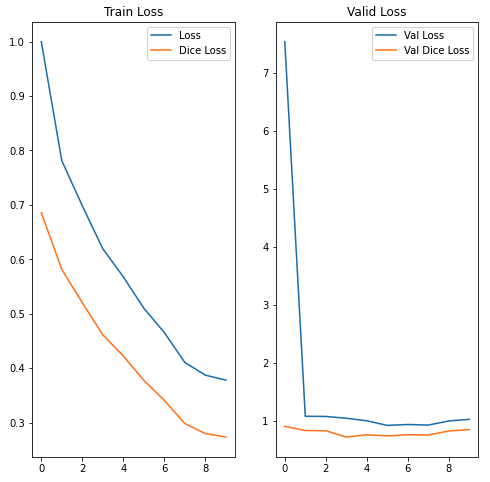 Train Loss
Loss
Dice Loss
1.0
0.9
0.8
0.7
0.6
0.5
0.4
0.3
0 2 4 6 8
Valid Loss
Val Loss
Val Dice Loss
7
6
5
4
3
2
1
0 2 4 6 8